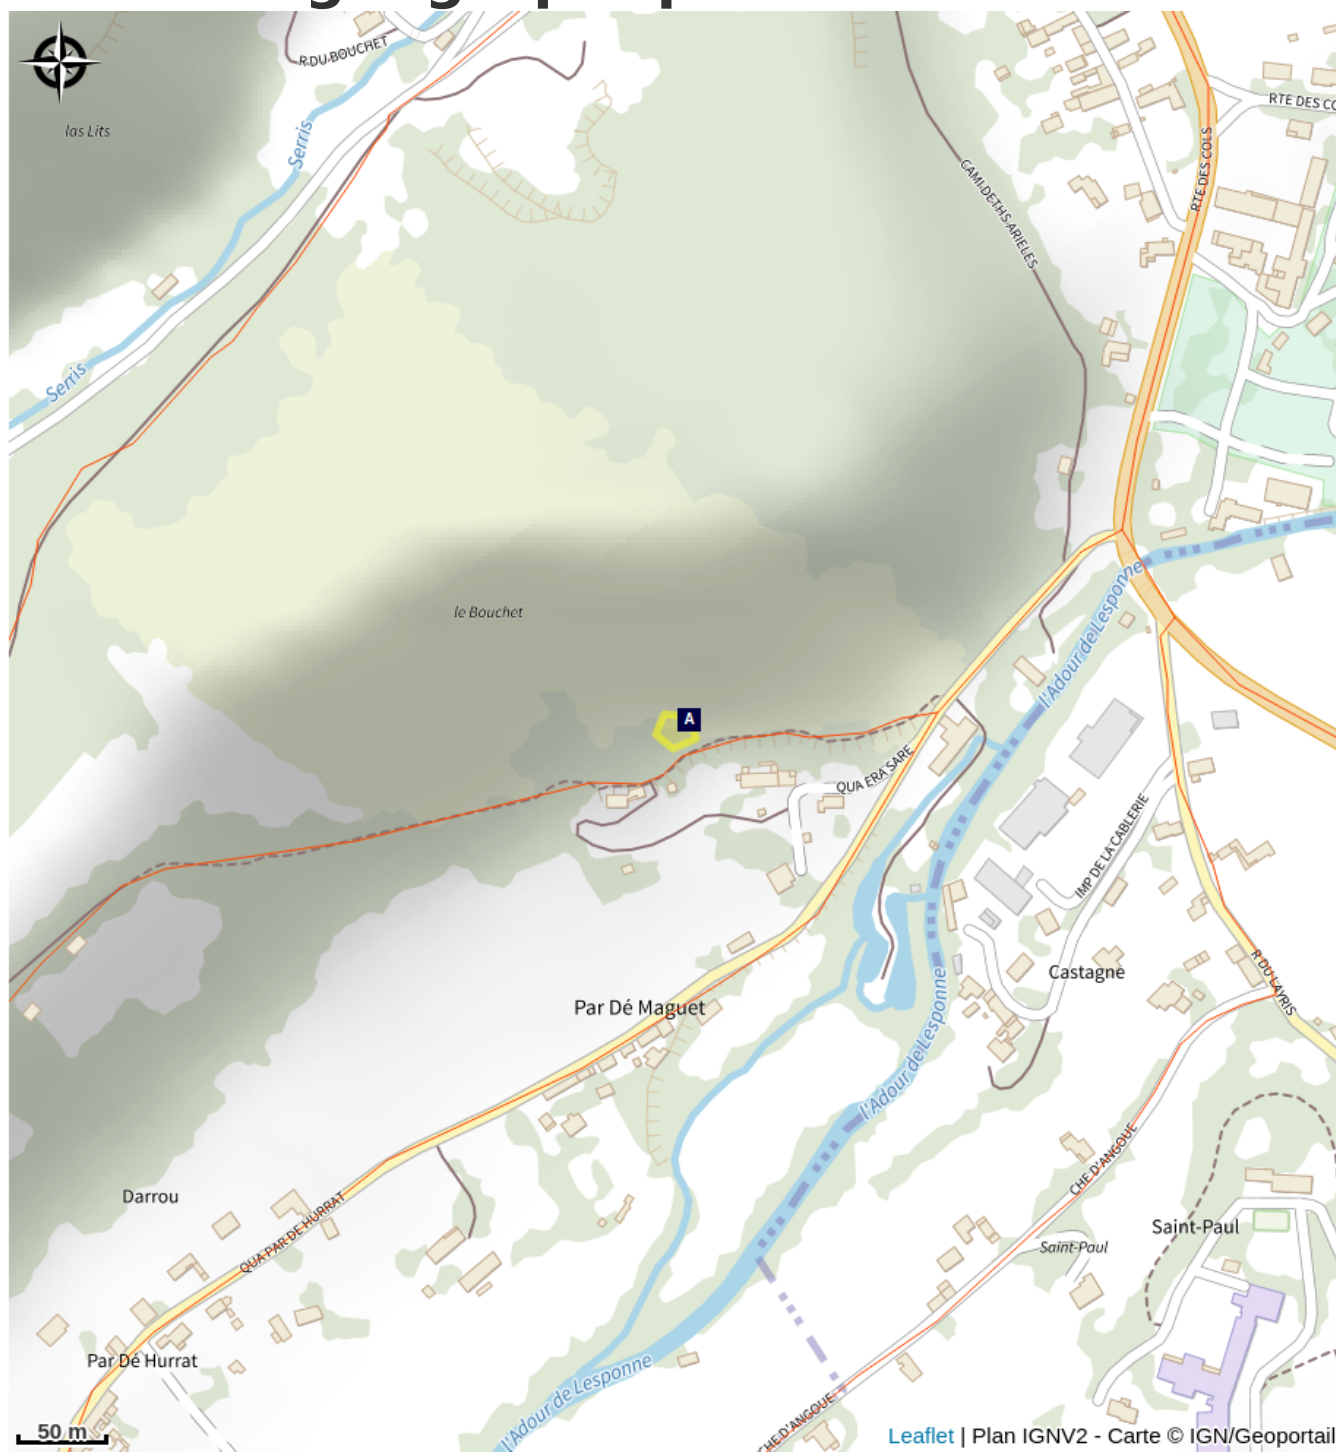 R DU BOUCHET
las Lits
Serris
RTE DES CO
RTE DES COLS
CAMI DETHS ARIELES
Serris
le Bouchet
l'Adour de Lesponne
A
QUA ERA SARE
IMP DE LA CABLERIE
Castagne
R DU LAYRIS
Par Dé Maguet
l'Adour de Lesponne
CHE D'ANGOUE
Darrou
QUA PAR DE HURRAT
Saint-Paul
Saint-Paul
Par Dé Hurrat
l'Adour de Lesponne
CHE D'ANGOUE
50 m
Leaflet | Plan IGNV2 - Carte © IGN/Geoportail